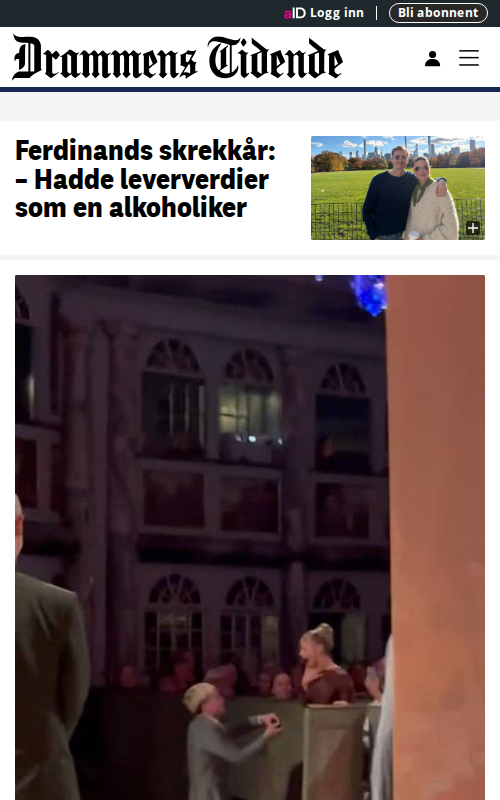 aID Logg inn
Bli abonnent
Drammens Tidende
Ferdinands skrekkår:
– Hadde leververdier
som en alkoholiker